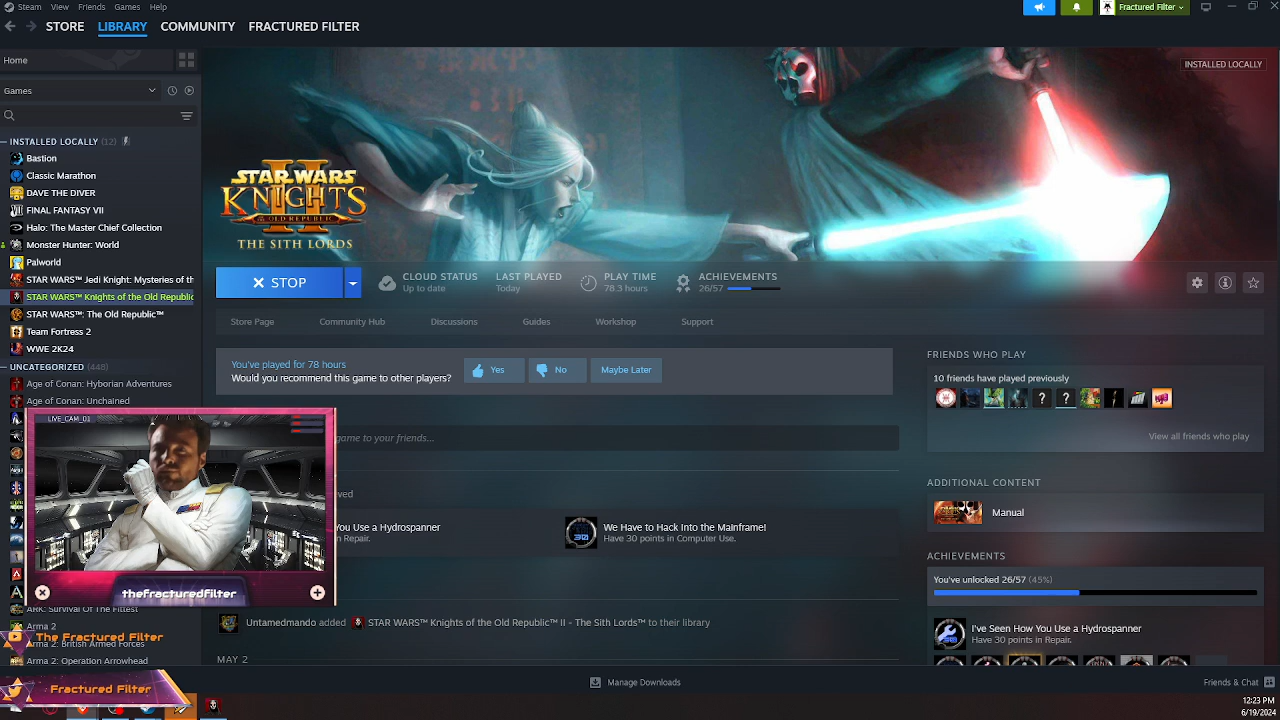 Steam View Friends Games Help
Fractured Filter
STORE LIBRARY COMMUNITY FRACTURED FILTER
Home
INSTALLED LOCALLY
Games
INSTALLED LOCALLY (12)
Bastion
Classic Marathon
DAVE THE DIVER
FINAL FANTASY VII
Halo: The Master Chief Collection
Monster Hunter: World
Palworld
STAR WARS™ Jedi Knight: Mysteries of th
STAR WARS™ Knights of the Old Republic
STAR WARS™: The Old Republic™
Team Fortress 2
WWE 2K24
UNCATEGORIZED (448)
Age of Conan: Hyborian Adventures
Age of Conan: Unchained
STAR WARS
II
KNIGHTS
OF THE OLD REPUBLIC
THE SITH LORDS
STOP
CLOUD STATUS
Up to date
LAST PLAYED
Today
PLAY TIME
78.3 hours
ACHIEVEMENTS
26/57
Store Page Community Hub Discussions Guides Workshop Support
You've played for 78 hours
Would you recommend this game to other players?
Yes No Maybe Later
game to your friends...
ved
You Use a Hydrospanner
n Repair.
We Have to Hack Into the Mainframe!
Have 30 points in Computer Use.
Untamedmando added STAR WARS™ Knights of the Old Republic™ II - The Sith Lords™ to their library
MAY 2
FRIENDS WHO PLAY
10 friends have played previously
? ?
View all friends who play
ADDITIONAL CONTENT
Manual
ACHIEVEMENTS
You've unlocked 26/57 (45%)
I've Seen How You Use a Hydrospanner
Have 30 points in Repair.
LIVE_CAM_01
thefracturedfilter
ARK: Survival Of The Fittest
Arma 2
The Fractured Filter
Arma 2: British Armed Forces
Arma 2: Operation Arrowhead
Fractured Filter
Manage Downloads
Friends & Chat
12:23 PM
6/19/2024